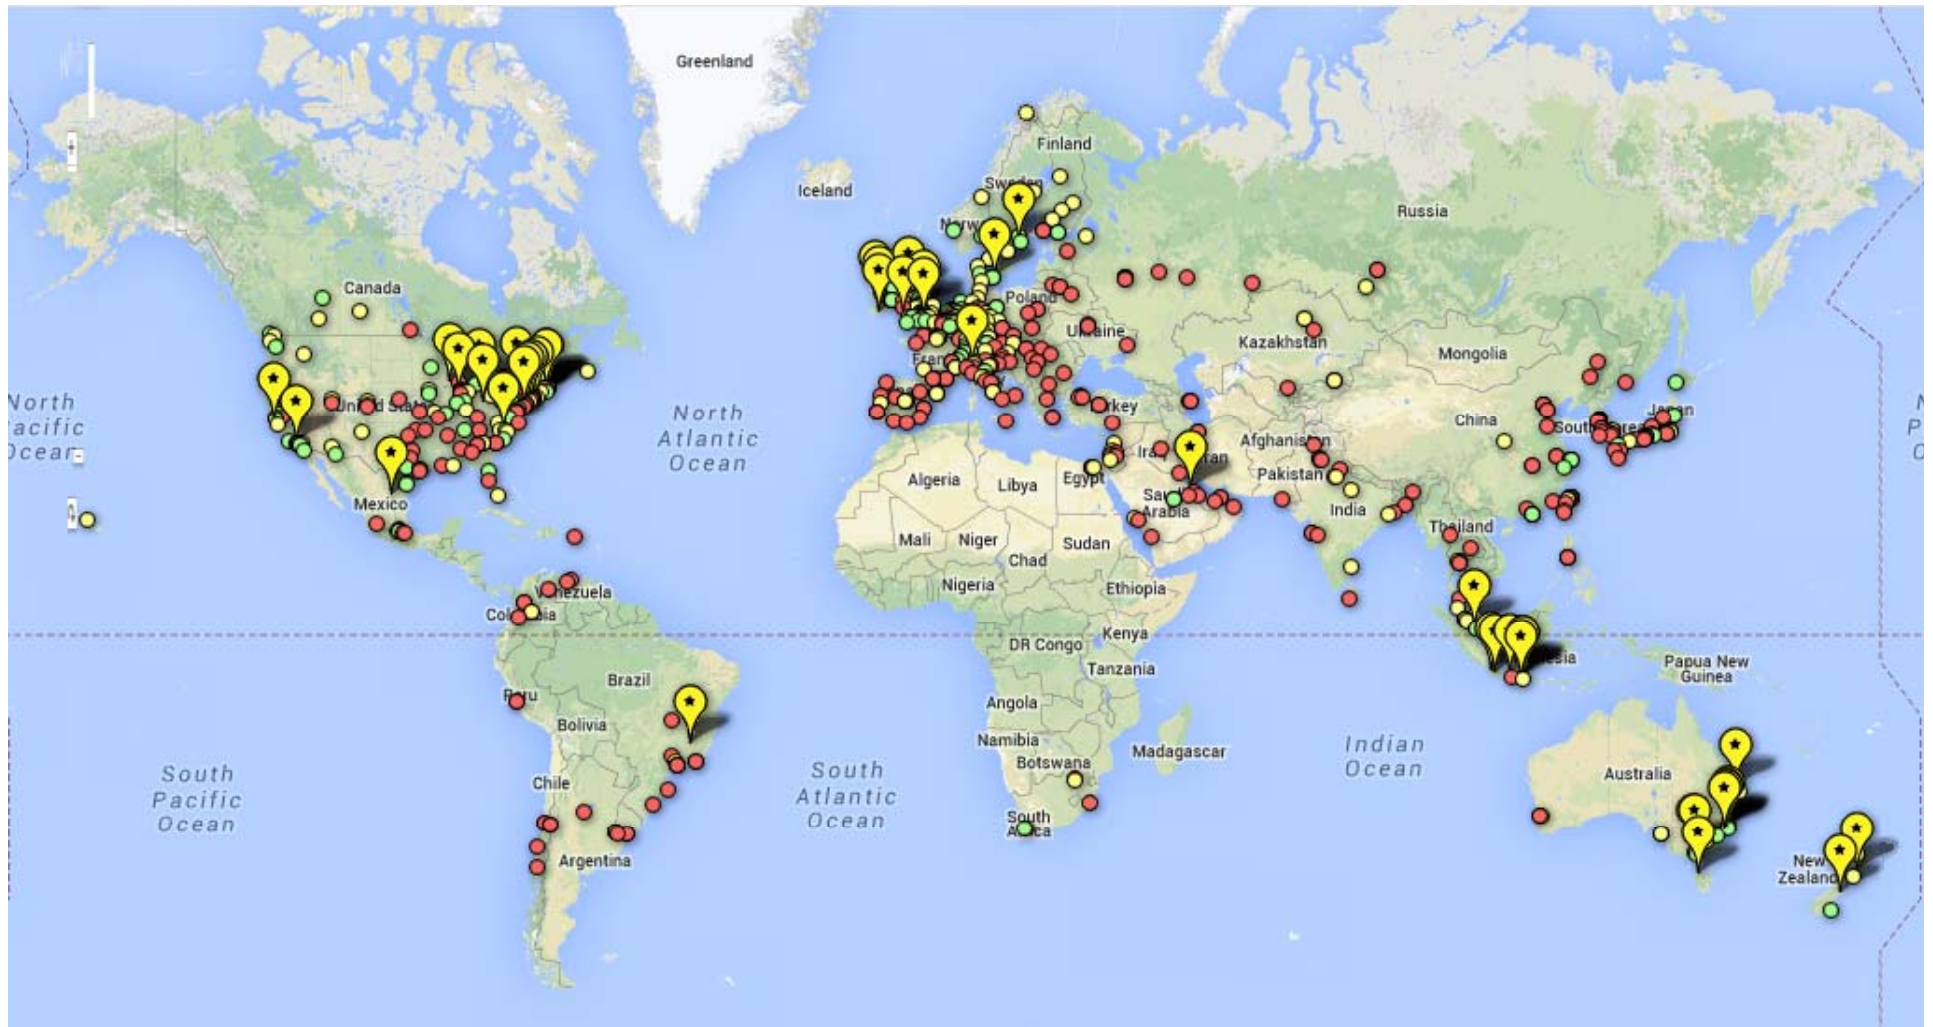 Greenland
Finland
Iceland
Russia
Canada
Poland
Kazakhstan
Mongolia
North
Atlantic
Ocean
China
Afghanistan
Algeria
Libya
Egypt
Pakistan
Mexico
Arabia
India
Mali
Niger
Sudan
Thailand
Chad
Nigeria
Ethiopia
Kenya
DR Congo
Tanzania
Papua New
Guinea
Brazil
Angola
Bolivia
Namibia
Botswana
Madagascar
Indian
Ocean
South
Pacific
Ocean
South
Atlantic
Ocean
Chile
Australia
South
Argentina
New
Zealand